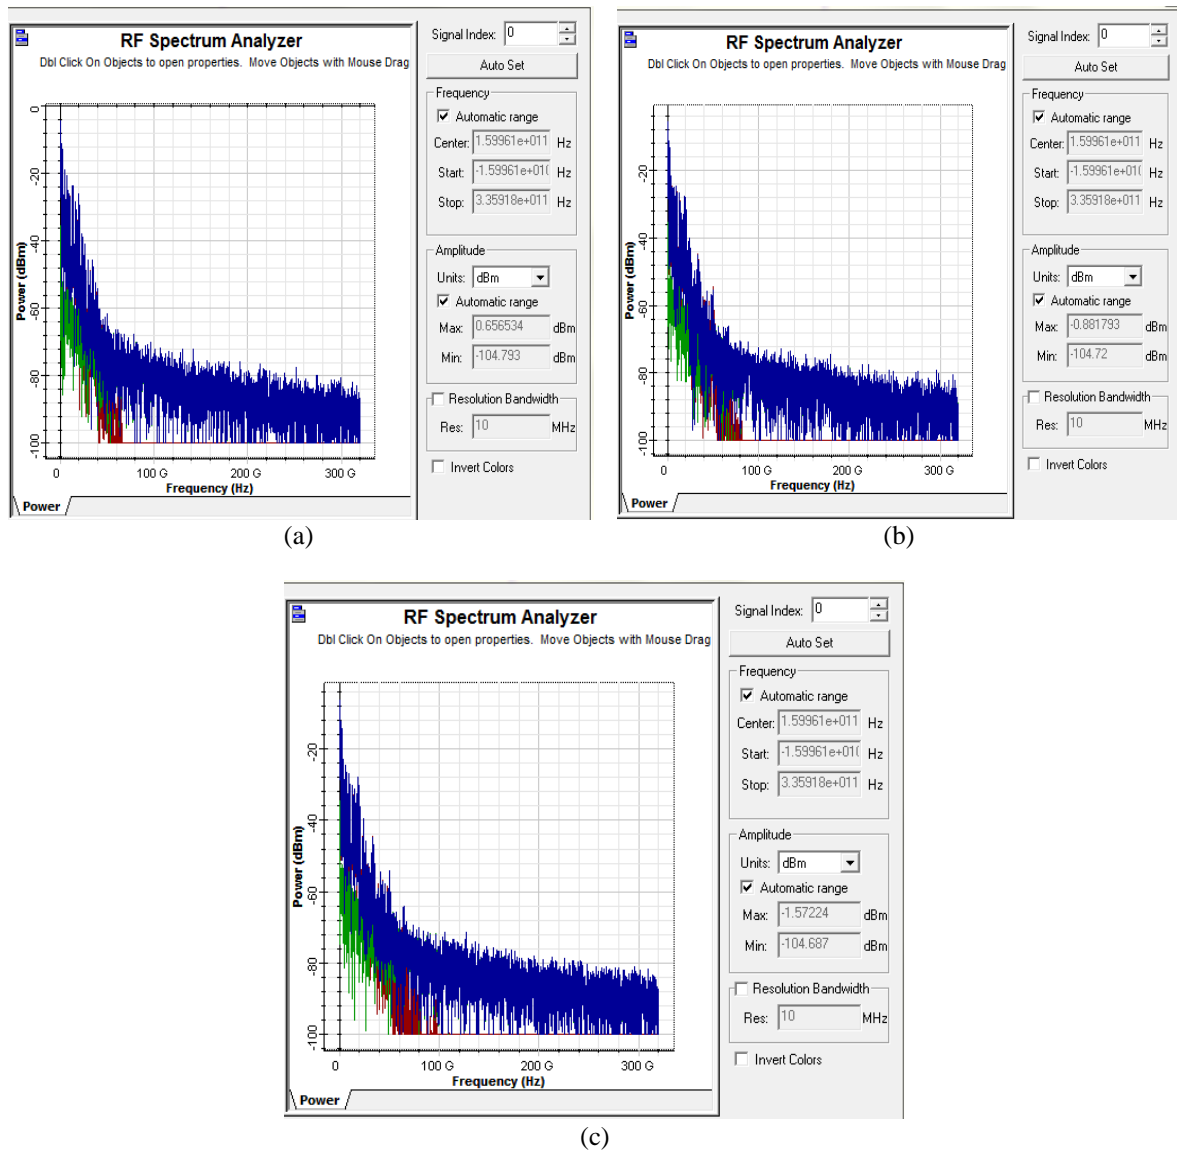 RF Spectrum Analyzer
Dbl Click On Objects to open properties. Move Objects with Mouse Drag
Power (dBm)
0
-20
-40
-60
-80
-100
0
100 G
200 G
300 G
Frequency (Hz)
Power
Signal Index: 0
Auto Set
Frequency
Automatic range
Center: 1.59961e+011 Hz
Start: -1.59961e+01( Hz
Stop: 3.35918e+011 Hz
Amplitude
Units: dBm
Automatic range
Max: 0.656534 dBm
Min: -104.793 dBm
Resolution Bandwidth
Res: 10 MHz
Invert Colors
(a)
RF Spectrum Analyzer
Dbl Click On Objects to open properties. Move Objects with Mouse Drag
Power (dBm)
-20
-40
-60
-80
-100
0
100 G
200 G
300 G
Frequency (Hz)
Power
Signal Index: 0
Auto Set
Frequency
Automatic range
Center: 1.59961e+011 Hz
Start: -1.59961e+01( Hz
Stop: 3.35918e+011 Hz
Amplitude
Units: dBm
Automatic range
Max: -0.881793 dBm
Min: -104.72 dBm
Resolution Bandwidth
Res: 10 MHz
Invert Colors
(b)
RF Spectrum Analyzer
Dbl Click On Objects to open properties. Move Objects with Mouse Drag
Power (dBm)
-20
-40
-60
-80
-100
0
100 G
200 G
300 G
Frequency (Hz)
Power
Signal Index: 0
Auto Set
Frequency
Automatic range
Center: 1.59961e+011 Hz
Start: -1.59961e+01( Hz
Stop: 3.35918e+011 Hz
Amplitude
Units: dBm
Automatic range
Max: -1.57224 dBm
Min: -104.687 dBm
Resolution Bandwidth
Res: 10 MHz
Invert Colors
(c)